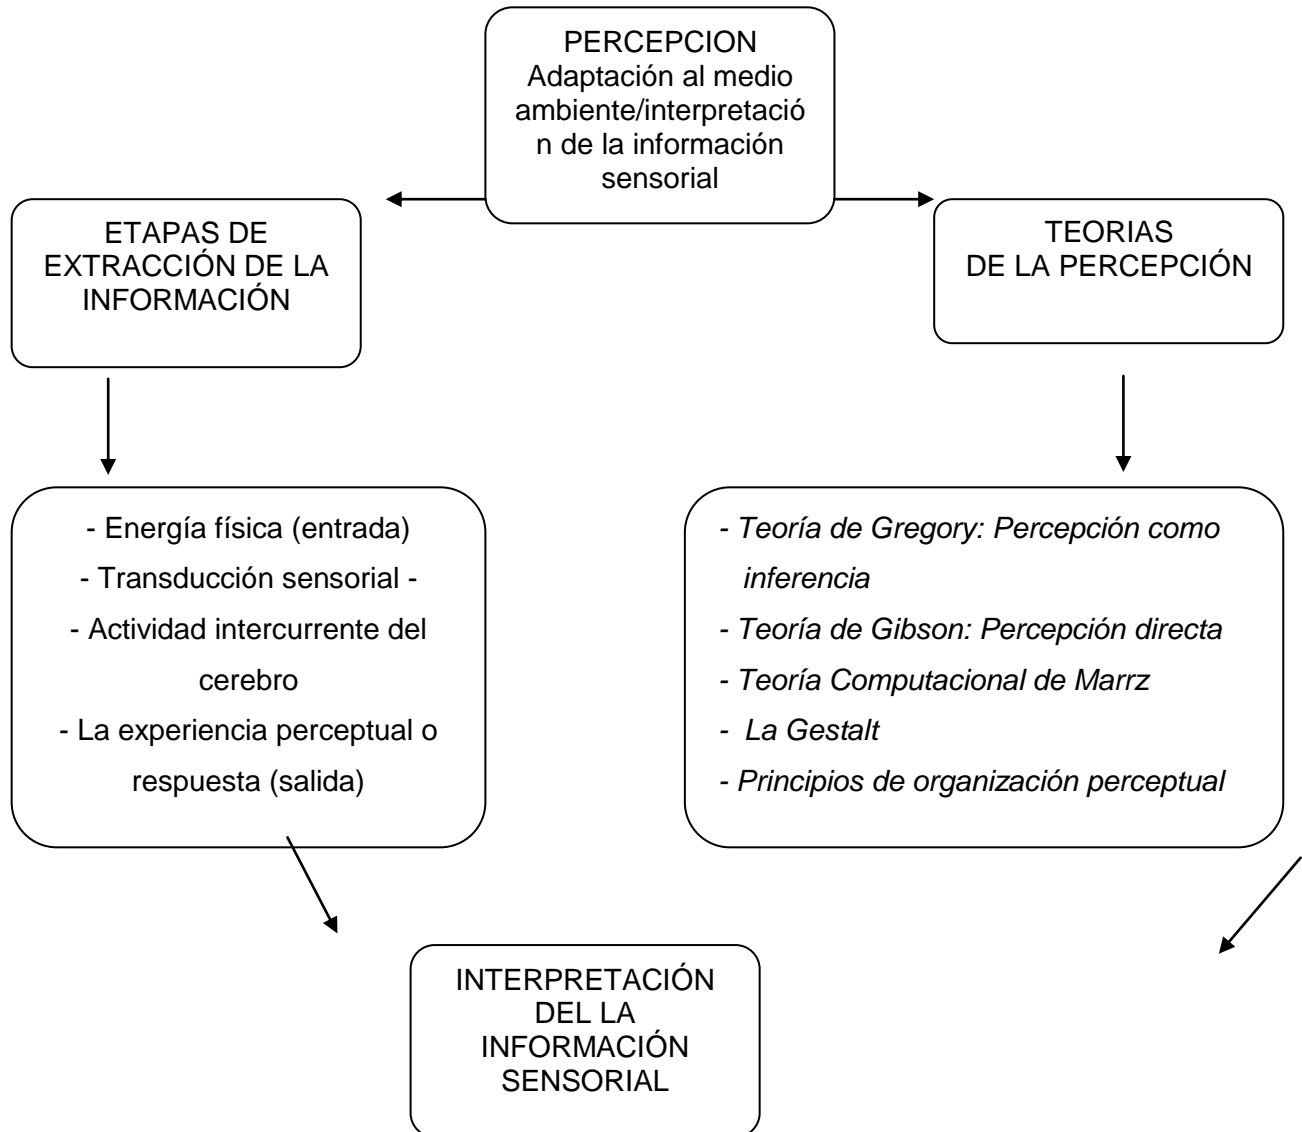 PERCEPCION
Adaptación al medio
ambiente/interpretació
n de la información
sensorial
ETAPAS DE
EXTRACCIÓN DE LA
INFORMACIÓN
TEORIAS
DE LA PERCEPCIÓN
- Energía física (entrada)
- Transducción sensorial -
- Actividad intercurrente del
cerebro
- La experiencia perceptual o
respuesta (salida)
- Teoría de Gregory: Percepción como
inferencia
- Teoría de Gibson: Percepción directa
- Teoría Computacional de Marrz
- La Gestalt
- Principios de organización perceptual
INTERPRETACIÓN
DEL LA
INFORMACIÓN
SENSORIAL